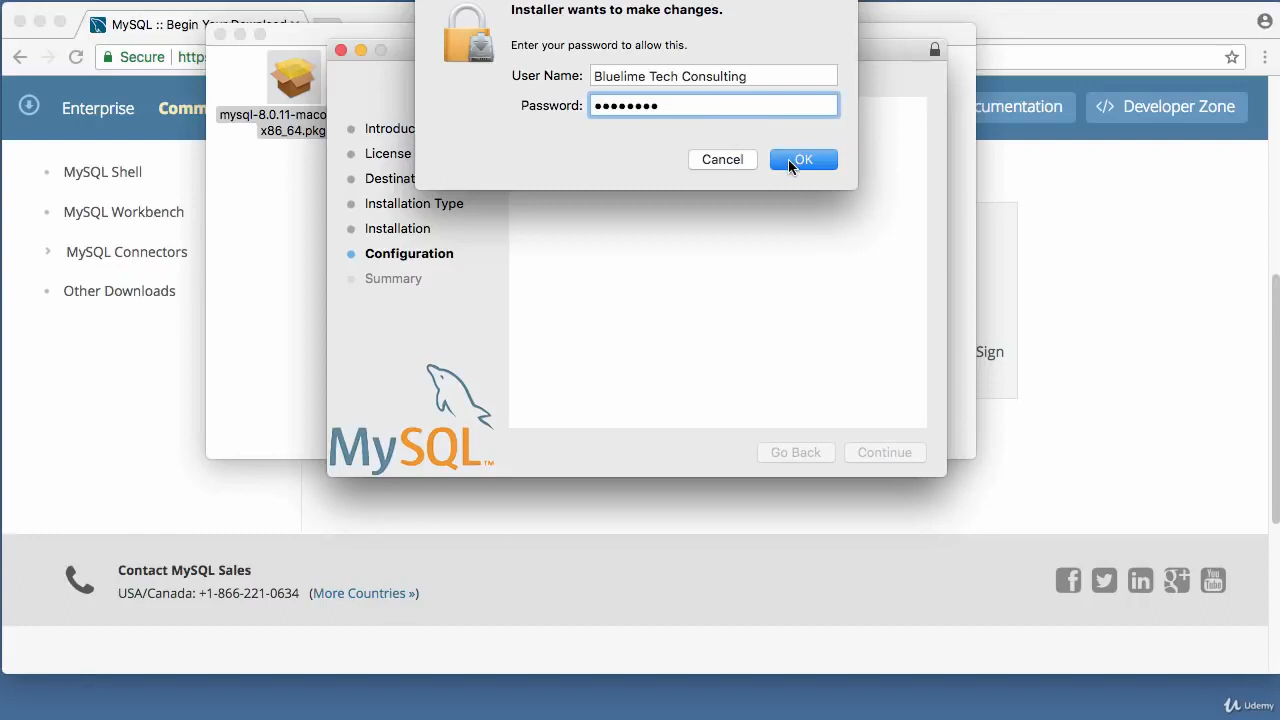 MySQL :: Begin Your Download
Installer wants to make changes.
Enter your password to allow this.
User Name: Bluelime Tech Consulting
Password: ●●●●●●●●
Cancel
OK
Secure
https
Enterprise
Comm
cumentation
</> Developer Zone
mysql-8.0.11-maco
x86_64.pkg
MySQL Shell
MySQL Workbench
MySQL Connectors
Other Downloads
Introduc
License
Destinat
Installation Type
Installation
Configuration
Summary
MySQL™
Go Back
Continue
Sign
Contact MySQL Sales
USA/Canada: +1-866-221-0634 (More Countries »)
You
Tube
Udemy